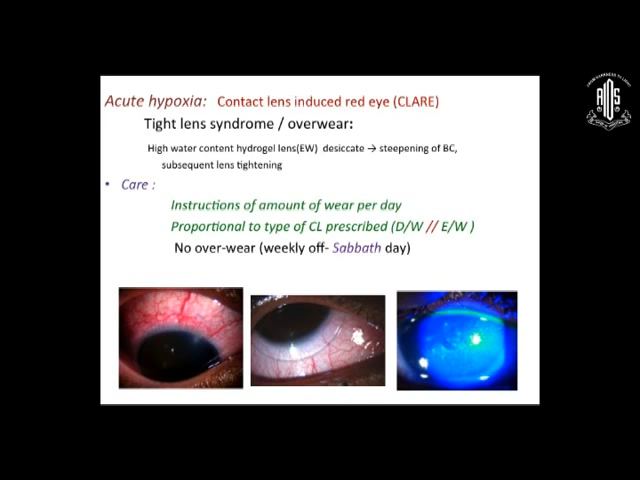 Acute hypoxia: Contact lens induced red eye (CLARE)
Tight lens syndrome / overwear:
High water content hydrogel lens(EW) desiccate → steepening of BC,
subsequent lens tightening
• Care :
Instructions of amount of wear per day
Proportional to type of CL prescribed (D/W // E/W )
No over-wear (weekly off- Sabbath day)
AIOS